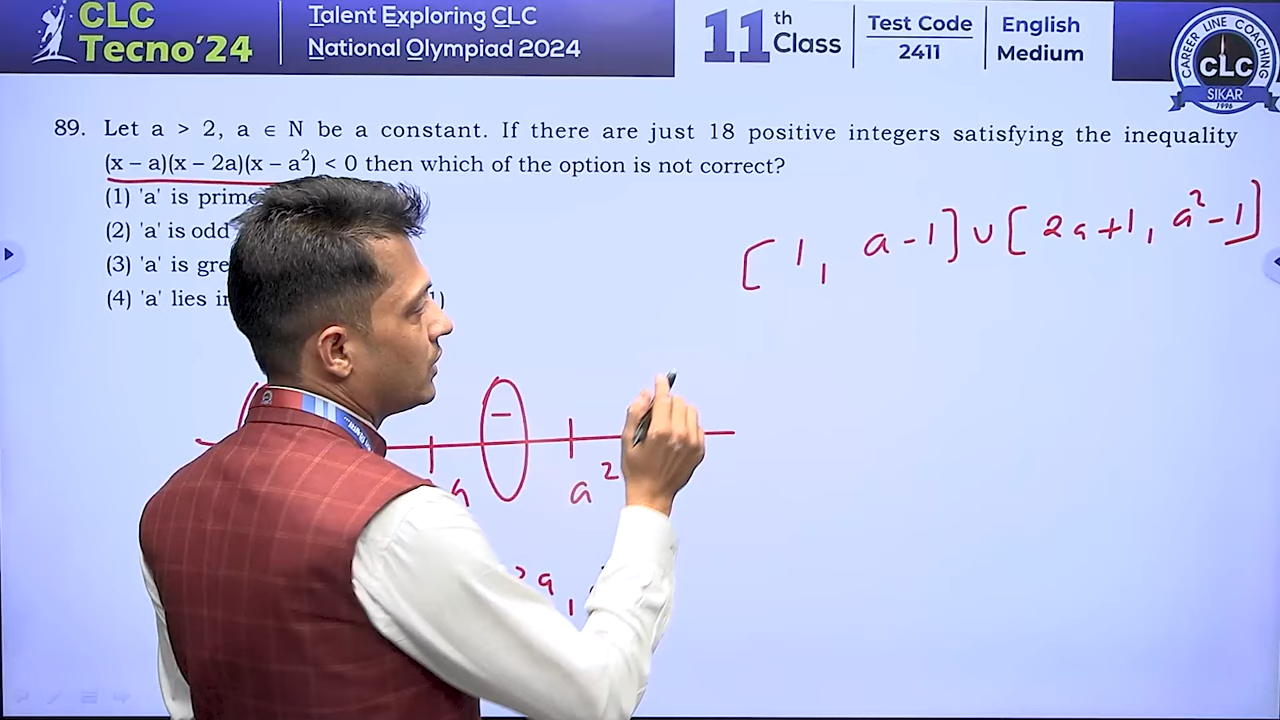 CLC
Tecno'24
Talent Exploring CLC
National Olympiad 2024
11th Class
Test Code
2411
English
Medium
CAREER LINE COACHING
CLC
SIKAR
1996
89. Let a > 2, a ∈ N be a constant. If there are just 18 positive integers satisfying the inequality
(x – a)(x – 2a)(x – a²) < 0 then which of the option is not correct?
(1) 'a' is prime
(2) 'a' is odd
(3) 'a' is
(4) 'a' lies
[1, a-1] ∪ [2a+1, a²-1]
–
a²